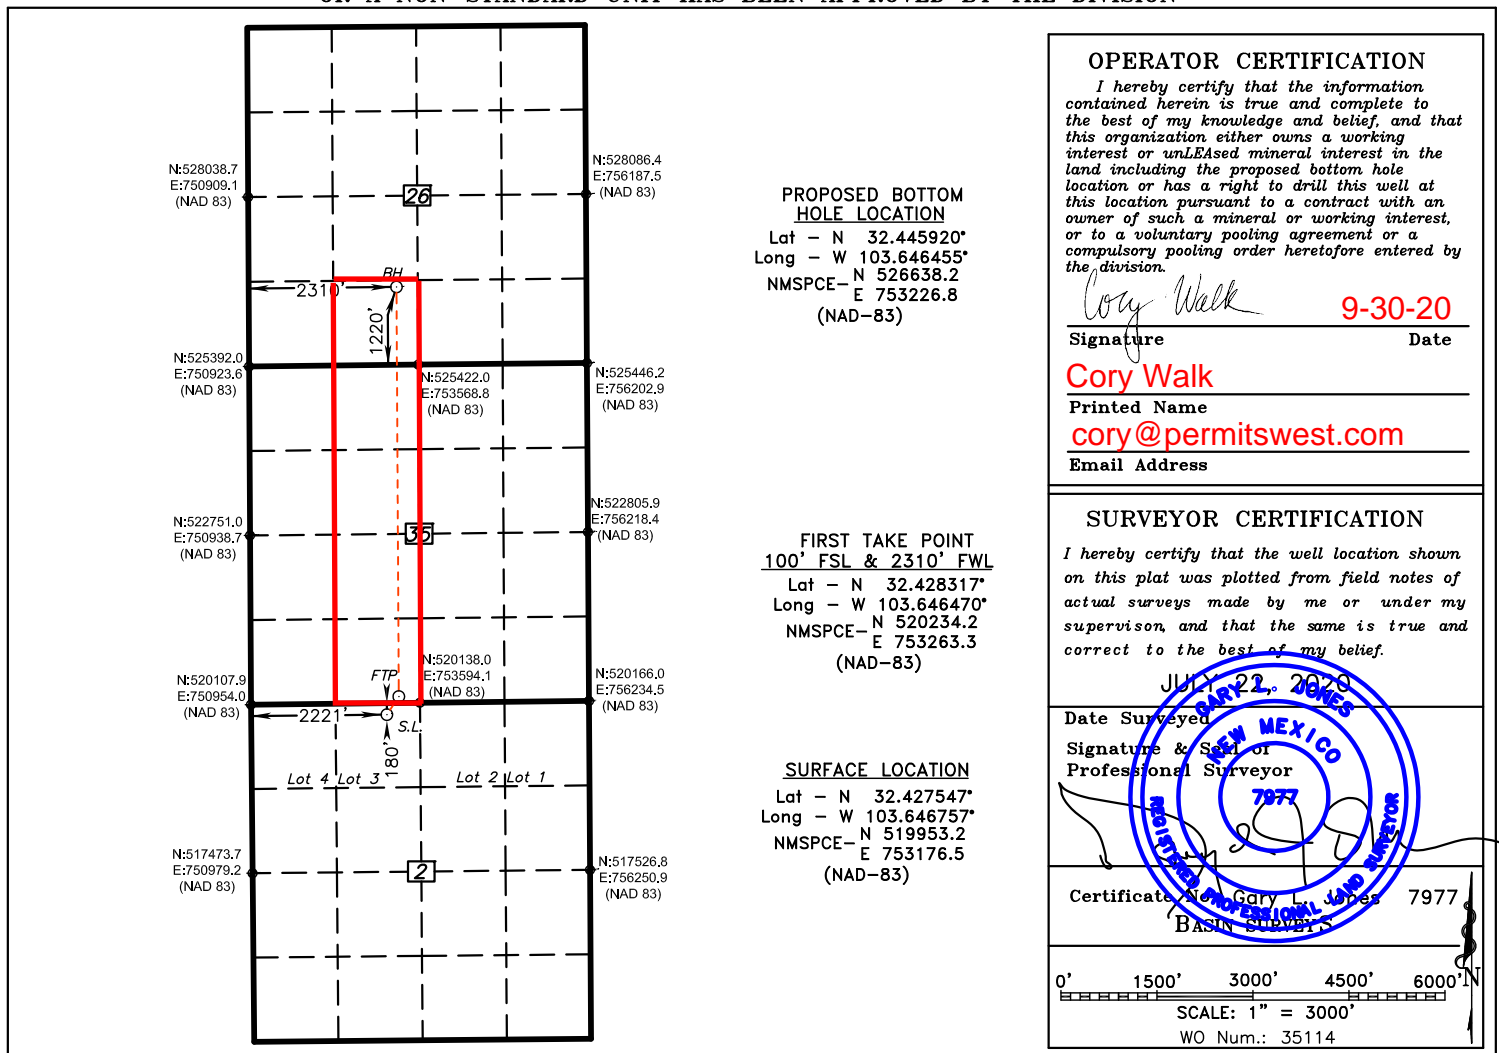 OR A NON-STANDARD UNIT HAS BEEN APPROVED BY THE DIVISION
N:528038.7
E:750909.1
(NAD 83)
N:528086.4
E:756187.5
(NAD 83)
26
BH
2310'
1220'
N:525392.0
E:750923.6
(NAD 83)
N:525422.0
E:753568.8
(NAD 83)
N:525446.2
E:756202.9
(NAD 83)
N:522751.0
E:750938.7
(NAD 83)
35
N:522805.9
E:756218.4
(NAD 83)
N:520107.9
E:750954.0
(NAD 83)
FTP
N:520138.0
E:753594.1
(NAD 83)
N:520166.0
E:756234.5
(NAD 83)
2221'
S.L.
180'
Lot 4 Lot 3 Lot 2 Lot 1
N:517473.7
E:750979.2
(NAD 83)
2
N:517526.8
E:756250.9
(NAD 83)
PROPOSED BOTTOM
HOLE LOCATION
Lat - N 32.445920°
Long - W 103.646455°
NMSPCE- N 526638.2
E 753226.8
(NAD-83)
FIRST TAKE POINT
100' FSL & 2310' FWL
Lat - N 32.428317°
Long - W 103.646470°
NMSPCE- N 520234.2
E 753263.3
(NAD-83)
SURFACE LOCATION
Lat - N 32.427547°
Long - W 103.646757°
NMSPCE- N 519953.2
E 753176.5
(NAD-83)
OPERATOR CERTIFICATION
I hereby certify that the information
contained herein is true and complete to
the best of my knowledge and belief, and that
this organization either owns a working
interest or unLEAsed mineral interest in the
land including the proposed bottom hole
location or has a right to drill this well at
this location pursuant to a contract with an
owner of such a mineral or working interest,
or to a voluntary pooling agreement or a
compulsory pooling order heretofore entered by
the division.
Cory Walk 9-30-20
Signature Date
Cory Walk
Printed Name
cory@permitswest.com
Email Address
SURVEYOR CERTIFICATION
I hereby certify that the well location shown
on this plat was plotted from field notes of
actual surveys made by me or under my
supervison, and that the same is true and
correct to the best of my belief.
JULY 22, 2020
Date Surveyed
Signature & Seal of
Professional Surveyor
GARY L. JONES
NEW MEXICO
7977
REGISTERED PROFESSIONAL LAND SURVEYOR
Certificate No. Gary L. Jones 7977
BASIN SURVEYS
0' 1500' 3000' 4500' 6000'
N
SCALE: 1" = 3000'
WO Num.: 35114